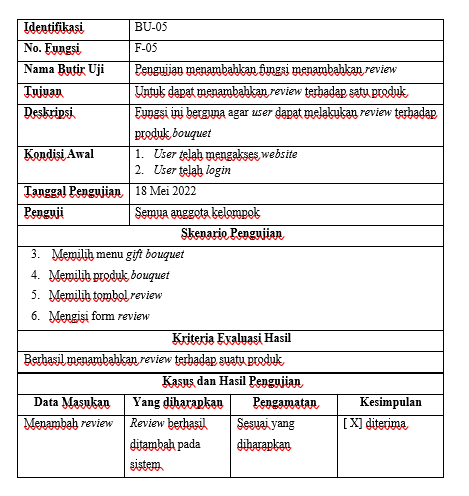 Identifikasi BU-05
No. Fungsi F-05
Nama Butir Uji Pengujian menambahkan fungsi menambahkan review
Tujuan Untuk dapat menambahkan review terhadap satu produk
Deskripsi Fungsi ini berguna agar user dapat melakukan review terhadap
produk bouquet
Kondisi Awal 1. User telah mengakses website
2. User telah login
Tanggal Pengujian 18 Mei 2022
Penguji Semua anggota kelompok
Skenario Pengujian
3. Memilih menu gift bouquet
4. Memilih produk bouquet
5. Memilih tombol review
6. Mengisi form review
Kriteria Evaluasi Hasil
Berhasil menambahkan review terhadap suatu produk
Kasus dan Hasil Pengujian
Data Masukan Yang diharapkan Pengamatan Kesimpulan
Menambah review Review berhasil Sesuai yang [ X] diterima
ditambah pada diharapkan
sistem